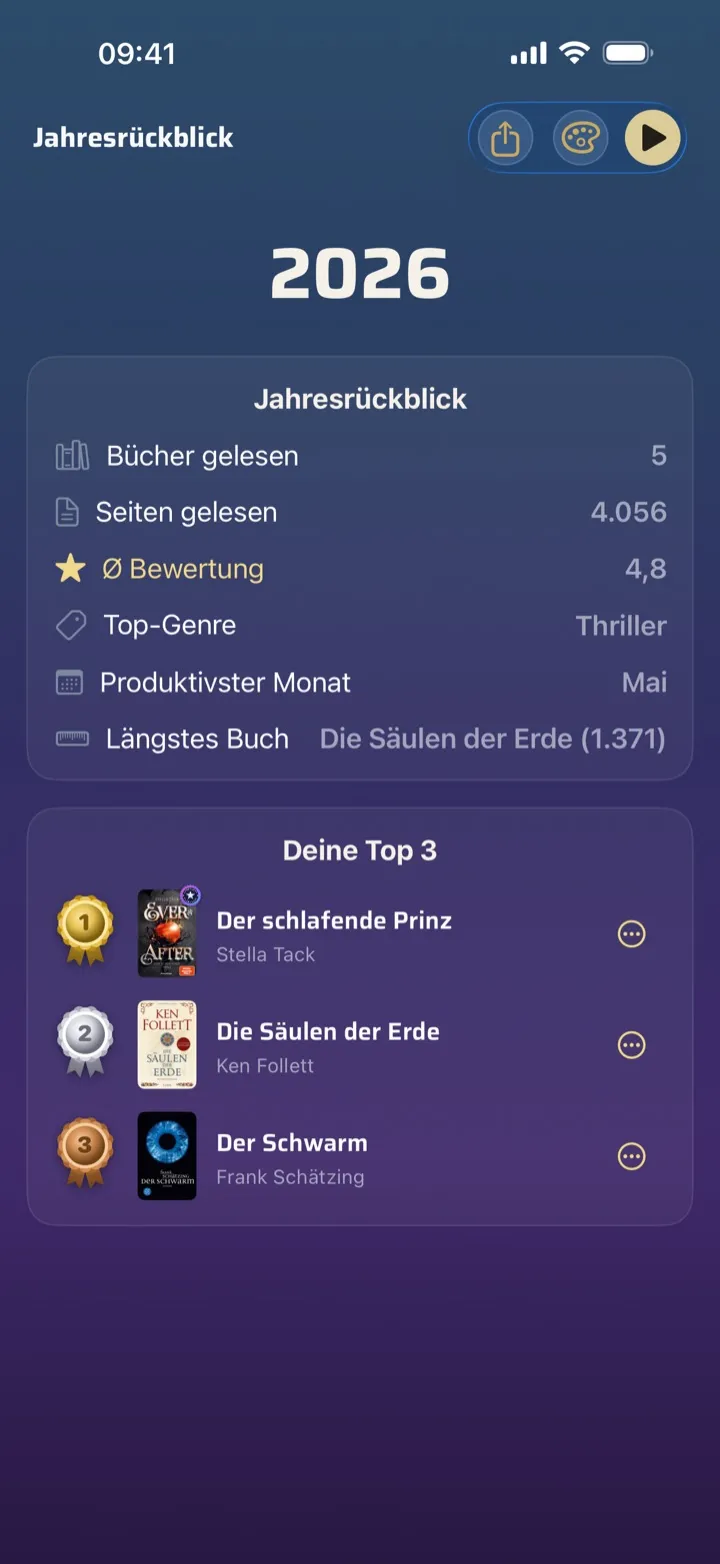 09:41
Jahresrückblick
2026
Jahresrückblick
Bücher gelesen 5
Seiten gelesen 4.056
Ø Bewertung 4,8
Top-Genre Thriller
Produktivster Monat Mai
Längstes Buch Die Säulen der Erde (1.371)
Deine Top 3
1
EVER &
AFTER
Der schlafende Prinz
Stella Tack
2
KEN
FOLLETT
DIE
SÄULEN
DER
ERDE
Die Säulen der Erde
Ken Follett
3
FRANK
SCHÄTZING
DER SCHWARM
Der Schwarm
Frank Schätzing